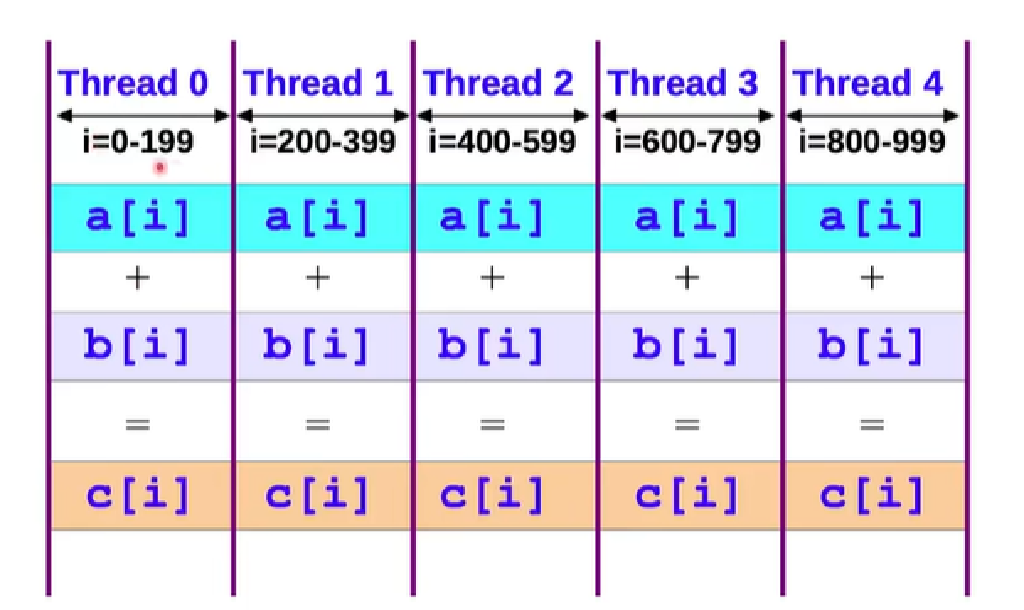 Thread 0 Thread 1 Thread 2 Thread 3 Thread 4
i=0-199 i=200-399 i=400-599 i=600-799 i=800-999
a[i] a[i] a[i] a[i] a[i]
+ + + + +
b[i] b[i] b[i] b[i] b[i]
= = = = =
c[i] c[i] c[i] c[i] c[i]